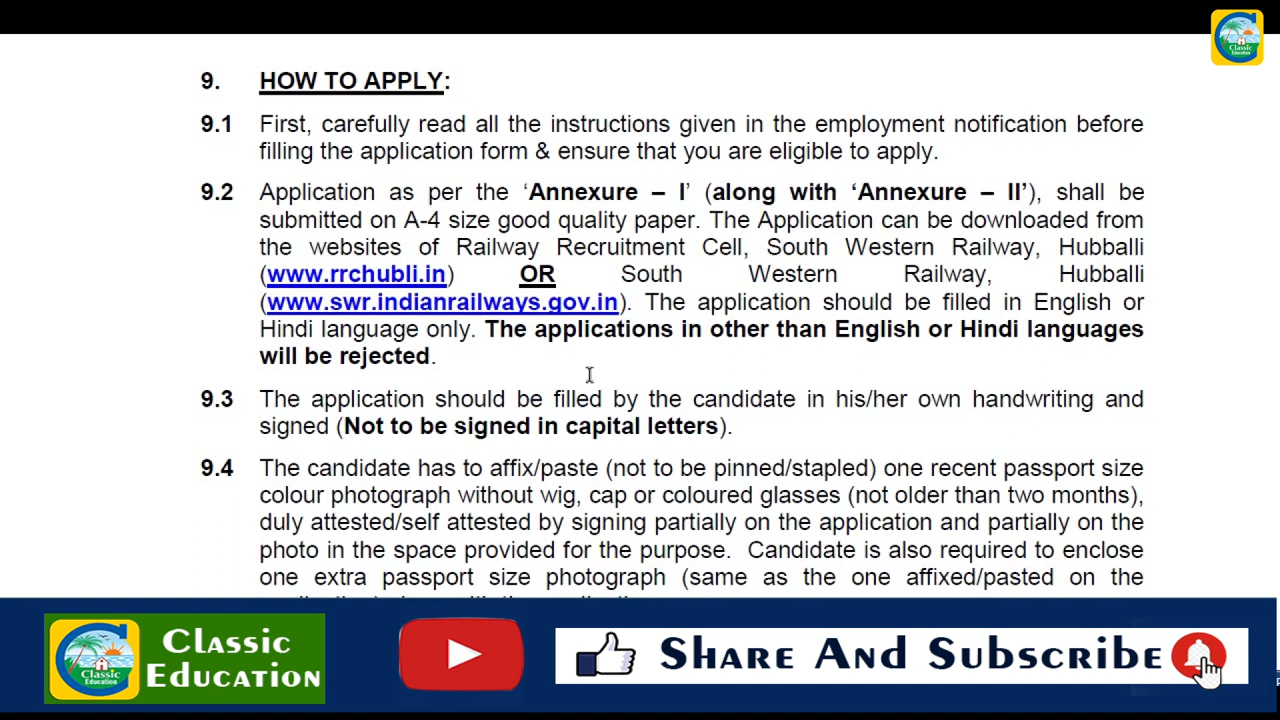 Classic
Education
9. HOW TO APPLY:
9.1 First, carefully read all the instructions given in the employment notification before
filling the application form & ensure that you are eligible to apply.
9.2 Application as per the ‘Annexure – I’ (along with ‘Annexure – II’), shall be
submitted on A-4 size good quality paper. The Application can be downloaded from
the websites of Railway Recruitment Cell, South Western Railway, Hubballi
(www.rrchubli.in) OR South Western Railway, Hubballi
(www.swr.indianrailways.gov.in). The application should be filled in English or
Hindi language only. The applications in other than English or Hindi languages
will be rejected.
9.3 The application should be filled by the candidate in his/her own handwriting and
signed (Not to be signed in capital letters).
9.4 The candidate has to affix/paste (not to be pinned/stapled) one recent passport size
colour photograph without wig, cap or coloured glasses (not older than two months),
duly attested/self attested by signing partially on the application and partially on the
photo in the space provided for the purpose. Candidate is also required to enclose
one extra passport size photograph (same as the one affixed/pasted on the
Classic
Education
Classic
Education
Share And Subscribe